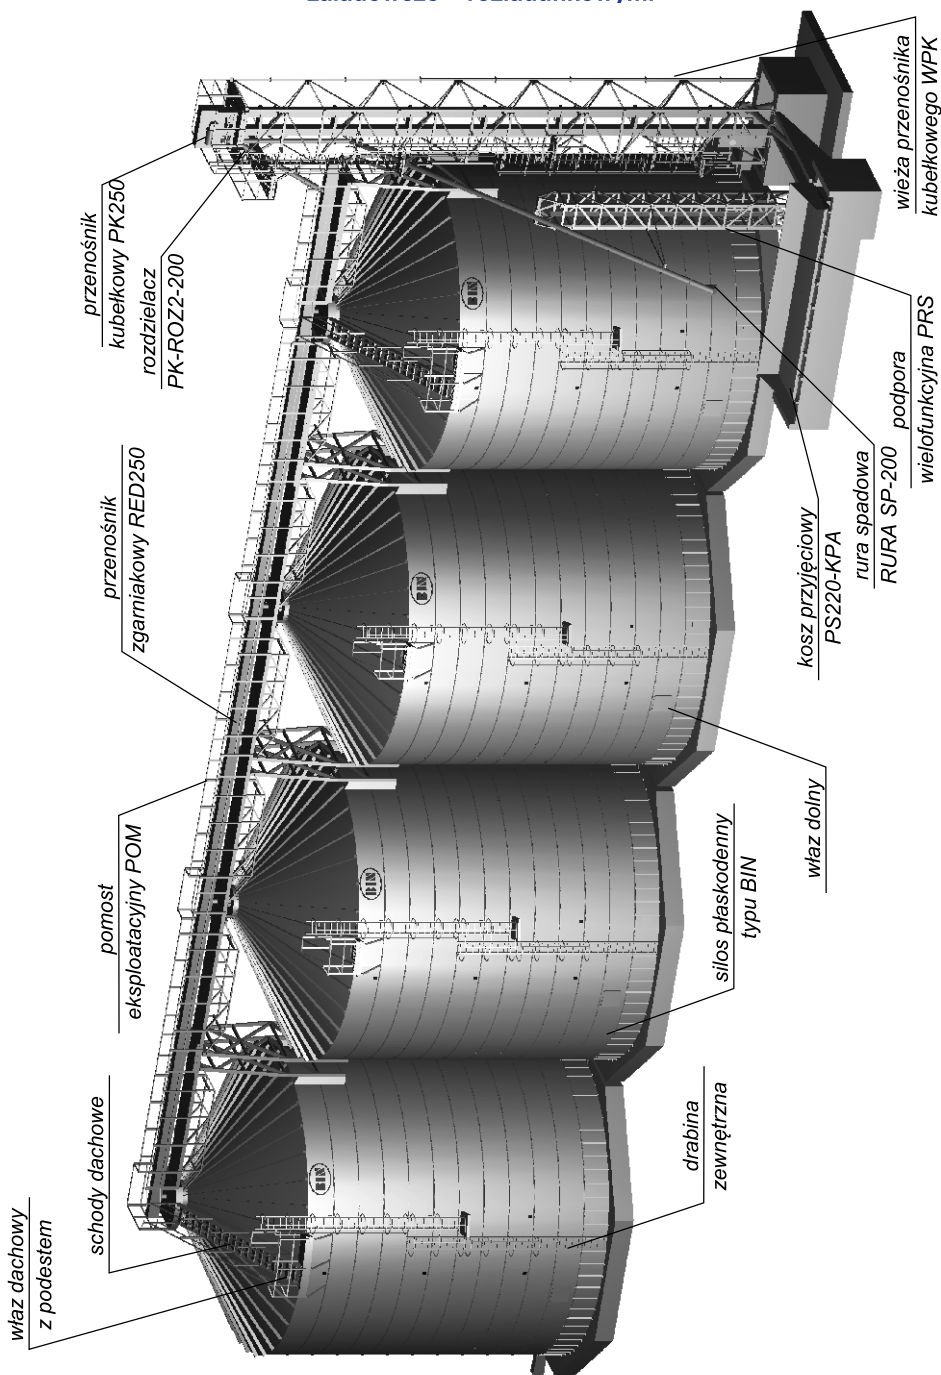 właz dachowy
z podestem
schody dachowe
pomost
eksploatacyjny POM
przenośnik
zgarniakowy RED250
przenośnik
kubełkowy PK250
rozdzielacz
PK-ROZ2-200
BIN
BIN
BIN
BIN
drabina
zewnętrzna
silos płaskodenny
typu BIN
właz dolny
kosz przyjęciowy
PS220-KPA
rura spadowa
RURA SP-200
podpora
wielofunkcyjna PRS
wieża przenośnika
kubełkowego WPK